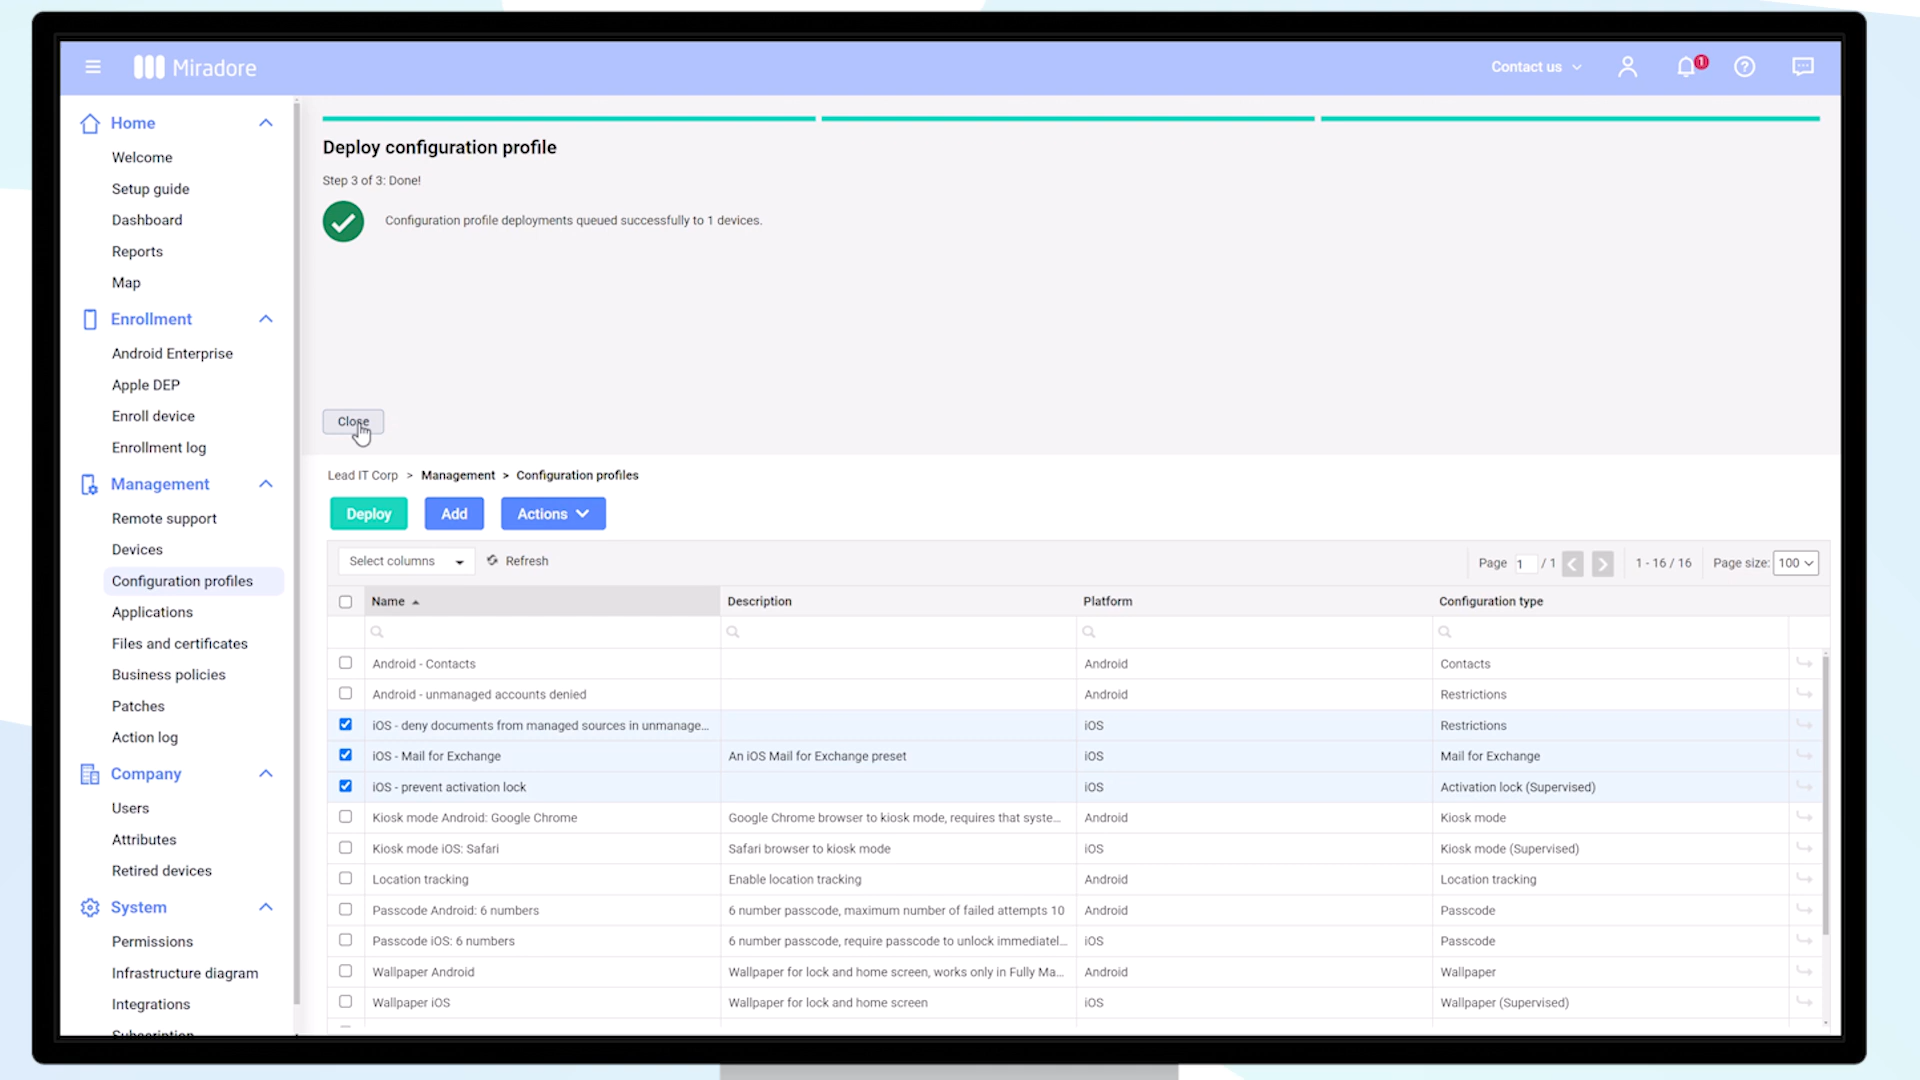 Miradore
Contact us
1
Home
Welcome
Setup guide
Dashboard
Reports
Map
Enrollment
Android Enterprise
Apple DEP
Enroll device
Enrollment log
Management
Remote support
Devices
Configuration profiles
Applications
Files and certificates
Business policies
Patches
Action log
Company
Users
Attributes
Retired devices
System
Permissions
Infrastructure diagram
Integrations
Subscription
Deploy configuration profile
Step 3 of 3: Done!
Configuration profile deployments queued successfully to 1 devices.
Close
Lead IT Corp > Management > Configuration profiles
Deploy Add Actions
Select columns Refresh Page 1 / 1 1 - 16 / 16 Page size: 100
Name Description Platform Configuration type
Android - Contacts Android Contacts
Android - unmanaged accounts denied Android Restrictions
iOS - deny documents from managed sources in unmanage... iOS Restrictions
iOS - Mail for Exchange An iOS Mail for Exchange preset iOS Mail for Exchange
iOS - prevent activation lock iOS Activation lock (Supervised)
Kiosk mode Android: Google Chrome Google Chrome browser to kiosk mode, requires that syste... Android Kiosk mode
Kiosk mode iOS: Safari Safari browser to kiosk mode iOS Kiosk mode (Supervised)
Location tracking Enable location tracking Android Location tracking
Passcode Android: 6 numbers 6 number passcode, maximum number of failed attempts 10 Android Passcode
Passcode iOS: 6 numbers 6 number passcode, require passcode to unlock immediatel... iOS Passcode
Wallpaper Android Wallpaper for lock and home screen, works only in Fully Ma... Android Wallpaper
Wallpaper iOS Wallpaper for lock and home screen iOS Wallpaper (Supervised)